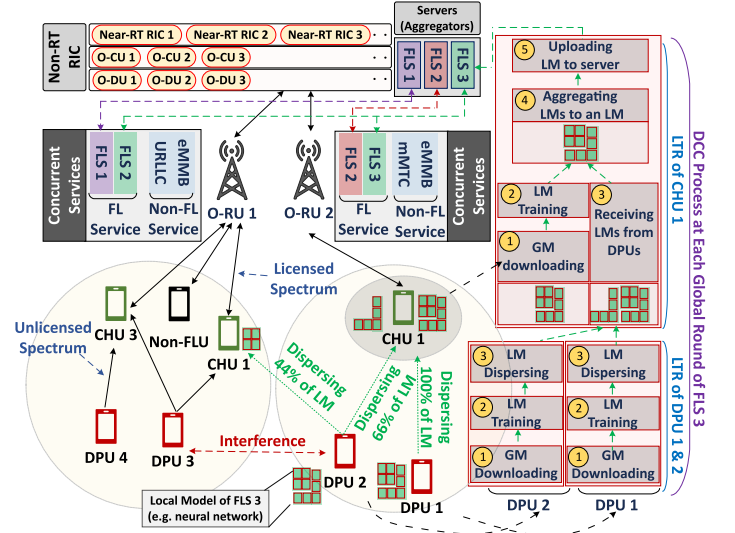 Non-RT
RIC
Near-RT RIC 1
Near-RT RIC 2
Near-RT RIC 3
. .
O-CU 1
O-CU 2
O-CU 3
. .
O-DU 1
O-DU 2
O-DU 3
. .
Servers
(Aggregators)
FLS 1
FLS 2
FLS 3
5
Uploading
LM to server
4
Aggregating
LMs to an LM
2
LM
Training
3
Receiving
LMs from
DPUs
1
GM
downloading
LTR of CHU 1
DCC Process at Each Global Round of FLS 3
Concurrent
Services
FLS 1
FLS 2
URLLC
eMMB
FL
Service
Non-FL
Service
O-RU 1
O-RU 2
FLS 2
FLS 3
mMTC
eMMB
FL
Service
Non-FL
Service
Concurrent
Services
Licensed
Spectrum
Unlicensed
Spectrum
CHU 3
Non-FLU
CHU 1
CHU 1
Dispersing
44% of LM
Dispersing
66% of LM
Dispersing
100% of LM
DPU 4
DPU 3
Interference
DPU 2
DPU 1
Local Model of FLS 3
(e.g. neural network)
3
LM
Dispersing
3
LM
Dispersing
2
LM
Training
2
LM
Training
1
GM
Downloading
1
GM
Downloading
LTR of DPU 1 & 2
DPU 2
DPU 1